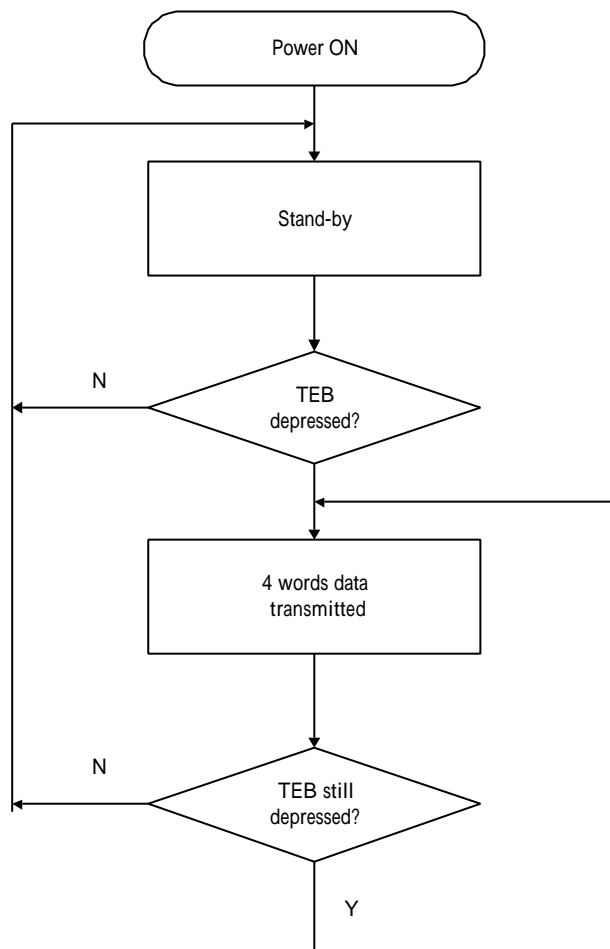 Power ON
Stand-by
N
TEB
depressed?
4 words data
transmitted
N
TEB still
depressed?
Y